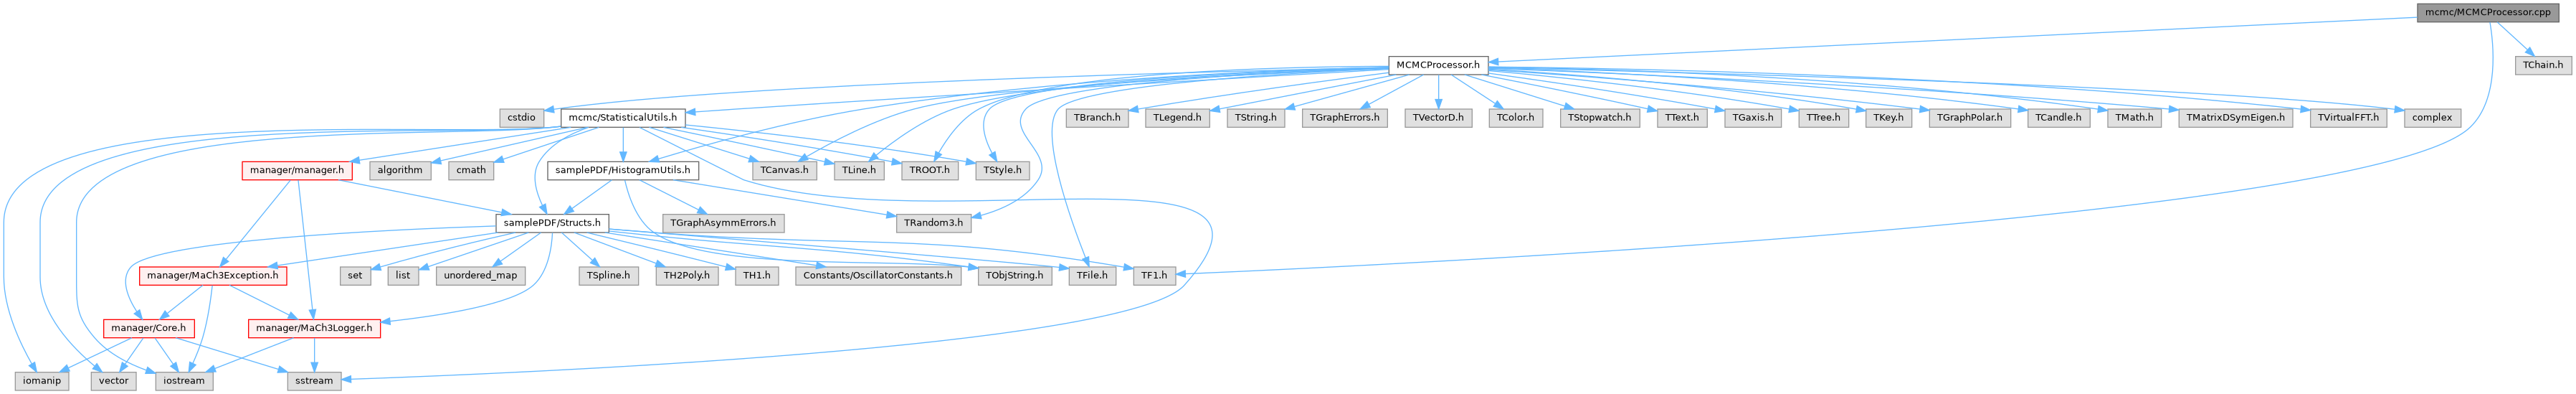 mcmc/MCMCProcessor.cpp
MCMCProcessor.h
TChain.h
cstdio
mcmc/StatisticalUtils.h
TBranch.h
TLegend.h
TString.h
TGraphErrors.h
TVectorD.h
TColor.h
TStopwatch.h
TText.h
TGaxis.h
TTree.h
TKey.h
TGraphPolar.h
TCandle.h
TMath.h
TMatrixDSymEigen.h
TVirtualFFT.h
complex
manager/manager.h
algorithm
cmath
samplePDF/HistogramUtils.h
TCanvas.h
TLine.h
TROOT.h
TStyle.h
samplePDF/Structs.h
TGraphAsymmErrors.h
TRandom3.h
manager/MaCh3Exception.h
set
list
unordered_map
TSpline.h
TH2Poly.h
TH1.h
Constants/OscillatorConstants.h
TObjString.h
TFile.h
TF1.h
manager/Core.h
manager/MaCh3Logger.h
iomanip
vector
iostream
sstream